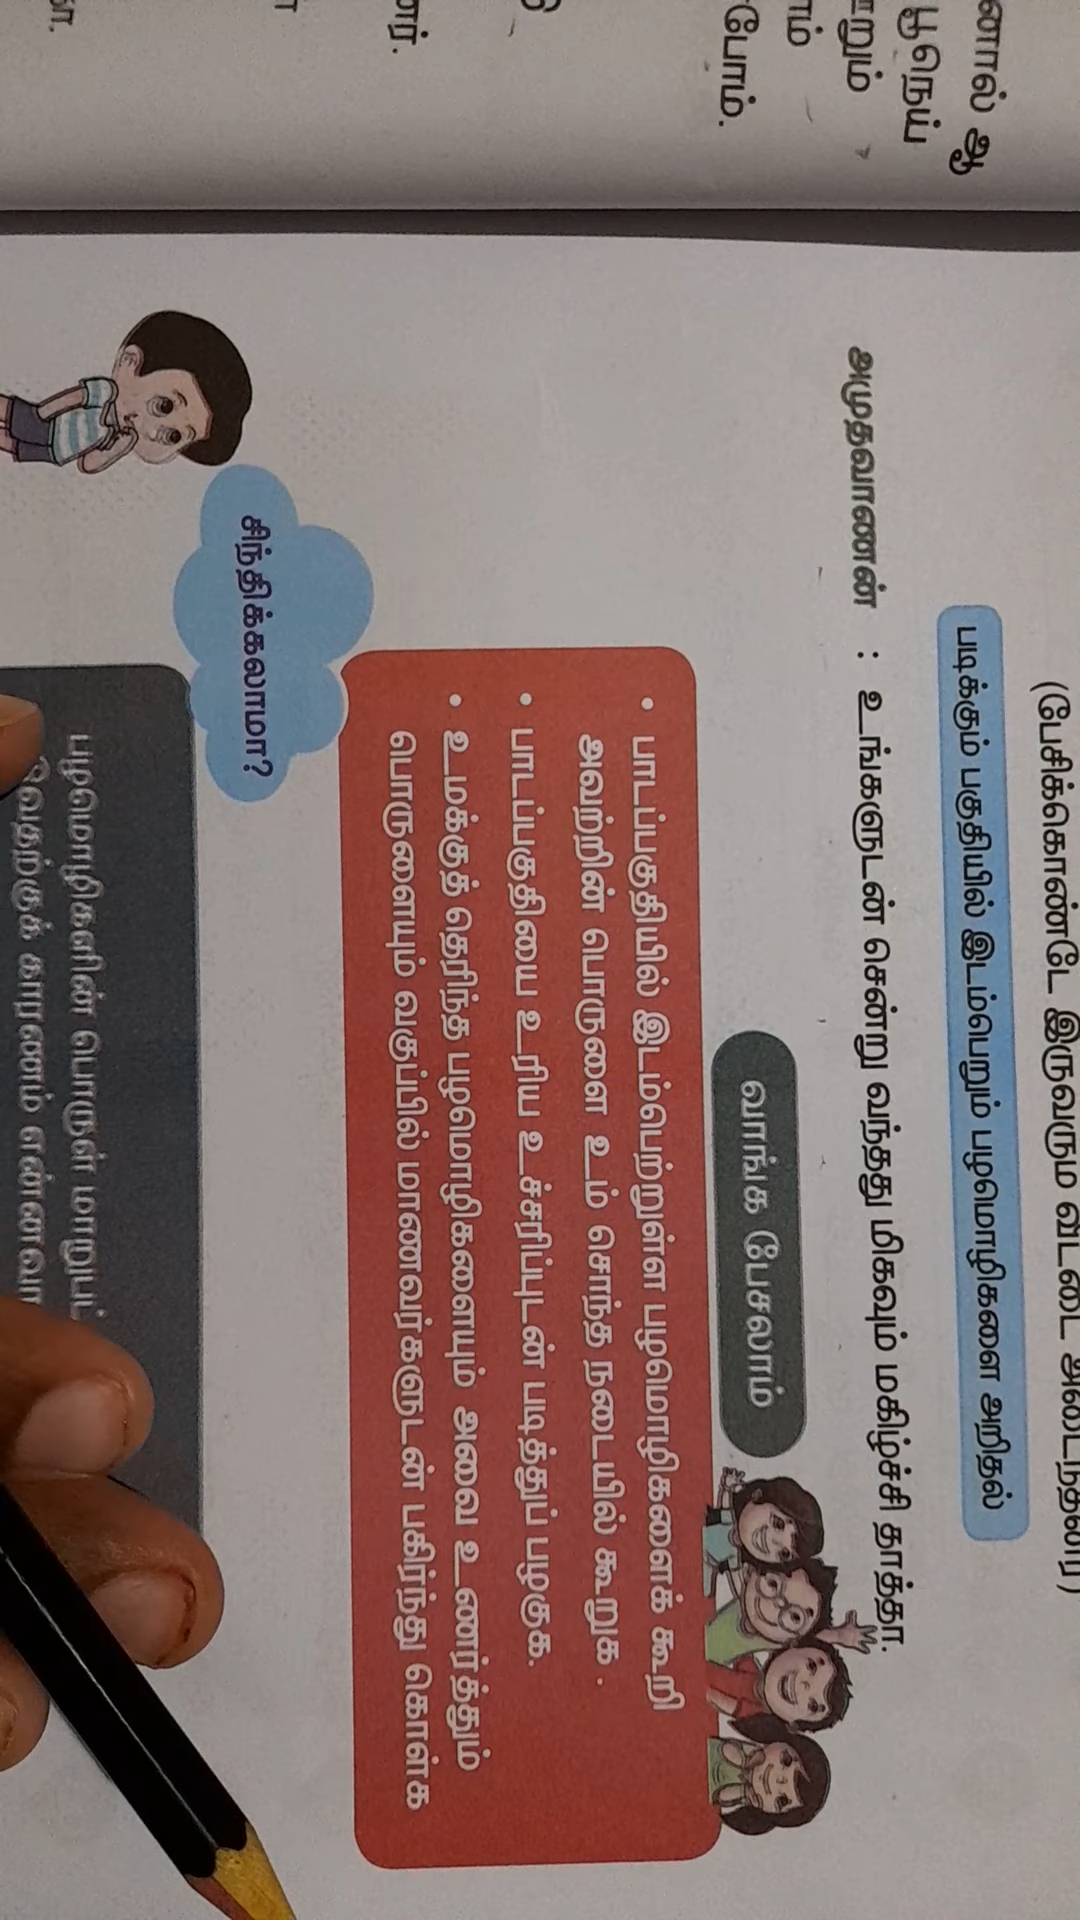 னால் ஆ
பூநெய்
போம்.
(பேசிக்கொண்டே இருவரும் வீட்டை அடைந்தனர்)
படிக்கும் பகுதியில் இடம்பெறும் பழமொழிகளை அறிதல்
அமுதவாணன் : உங்களுடன் சென்று வந்தது மிகவும் மகிழ்ச்சி தாத்தா.
வாங்க பேசலாம்
• பாடப்பகுதியில் இடம்பெற்றுள்ள பழமொழிகளைக் கூறி
அவற்றின் பொருளை உம் சொந்த நடையில் கூறுக .
• பாடப்பகுதியை உரிய உச்சரிப்புடன் படித்துப் பழகுக.
• உமக்குத் தெரிந்த பழமொழிகளையும் அவை உணர்த்தும்
பொருளையும் வகுப்பில் மாணவர்களுடன் பகிர்ந்து கொள்க
சிந்திக்கலாமா?
பழமொழிகளின் பொருள்
காரணம்